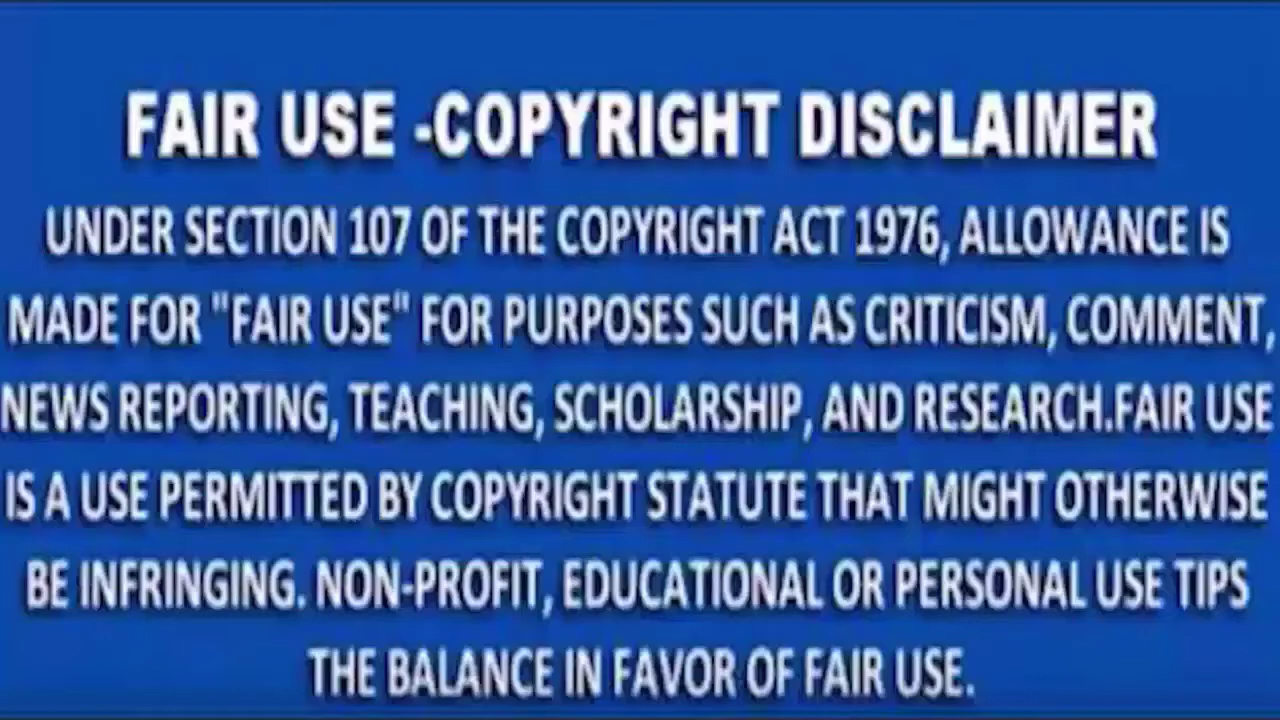 FAIR USE -COPYRIGHT DISCLAIMER
UNDER SECTION 107 OF THE COPYRIGHT ACT 1976, ALLOWANCE IS
MADE FOR "FAIR USE" FOR PURPOSES SUCH AS CRITICISM, COMMENT,
NEWS REPORTING, TEACHING, SCHOLARSHIP, AND RESEARCH.FAIR USE
IS A USE PERMITTED BY COPYRIGHT STATUTE THAT MIGHT OTHERWISE
BE INFRINGING. NON-PROFIT, EDUCATIONAL OR PERSONAL USE TIPS
THE BALANCE IN FAVOR OF FAIR USE.